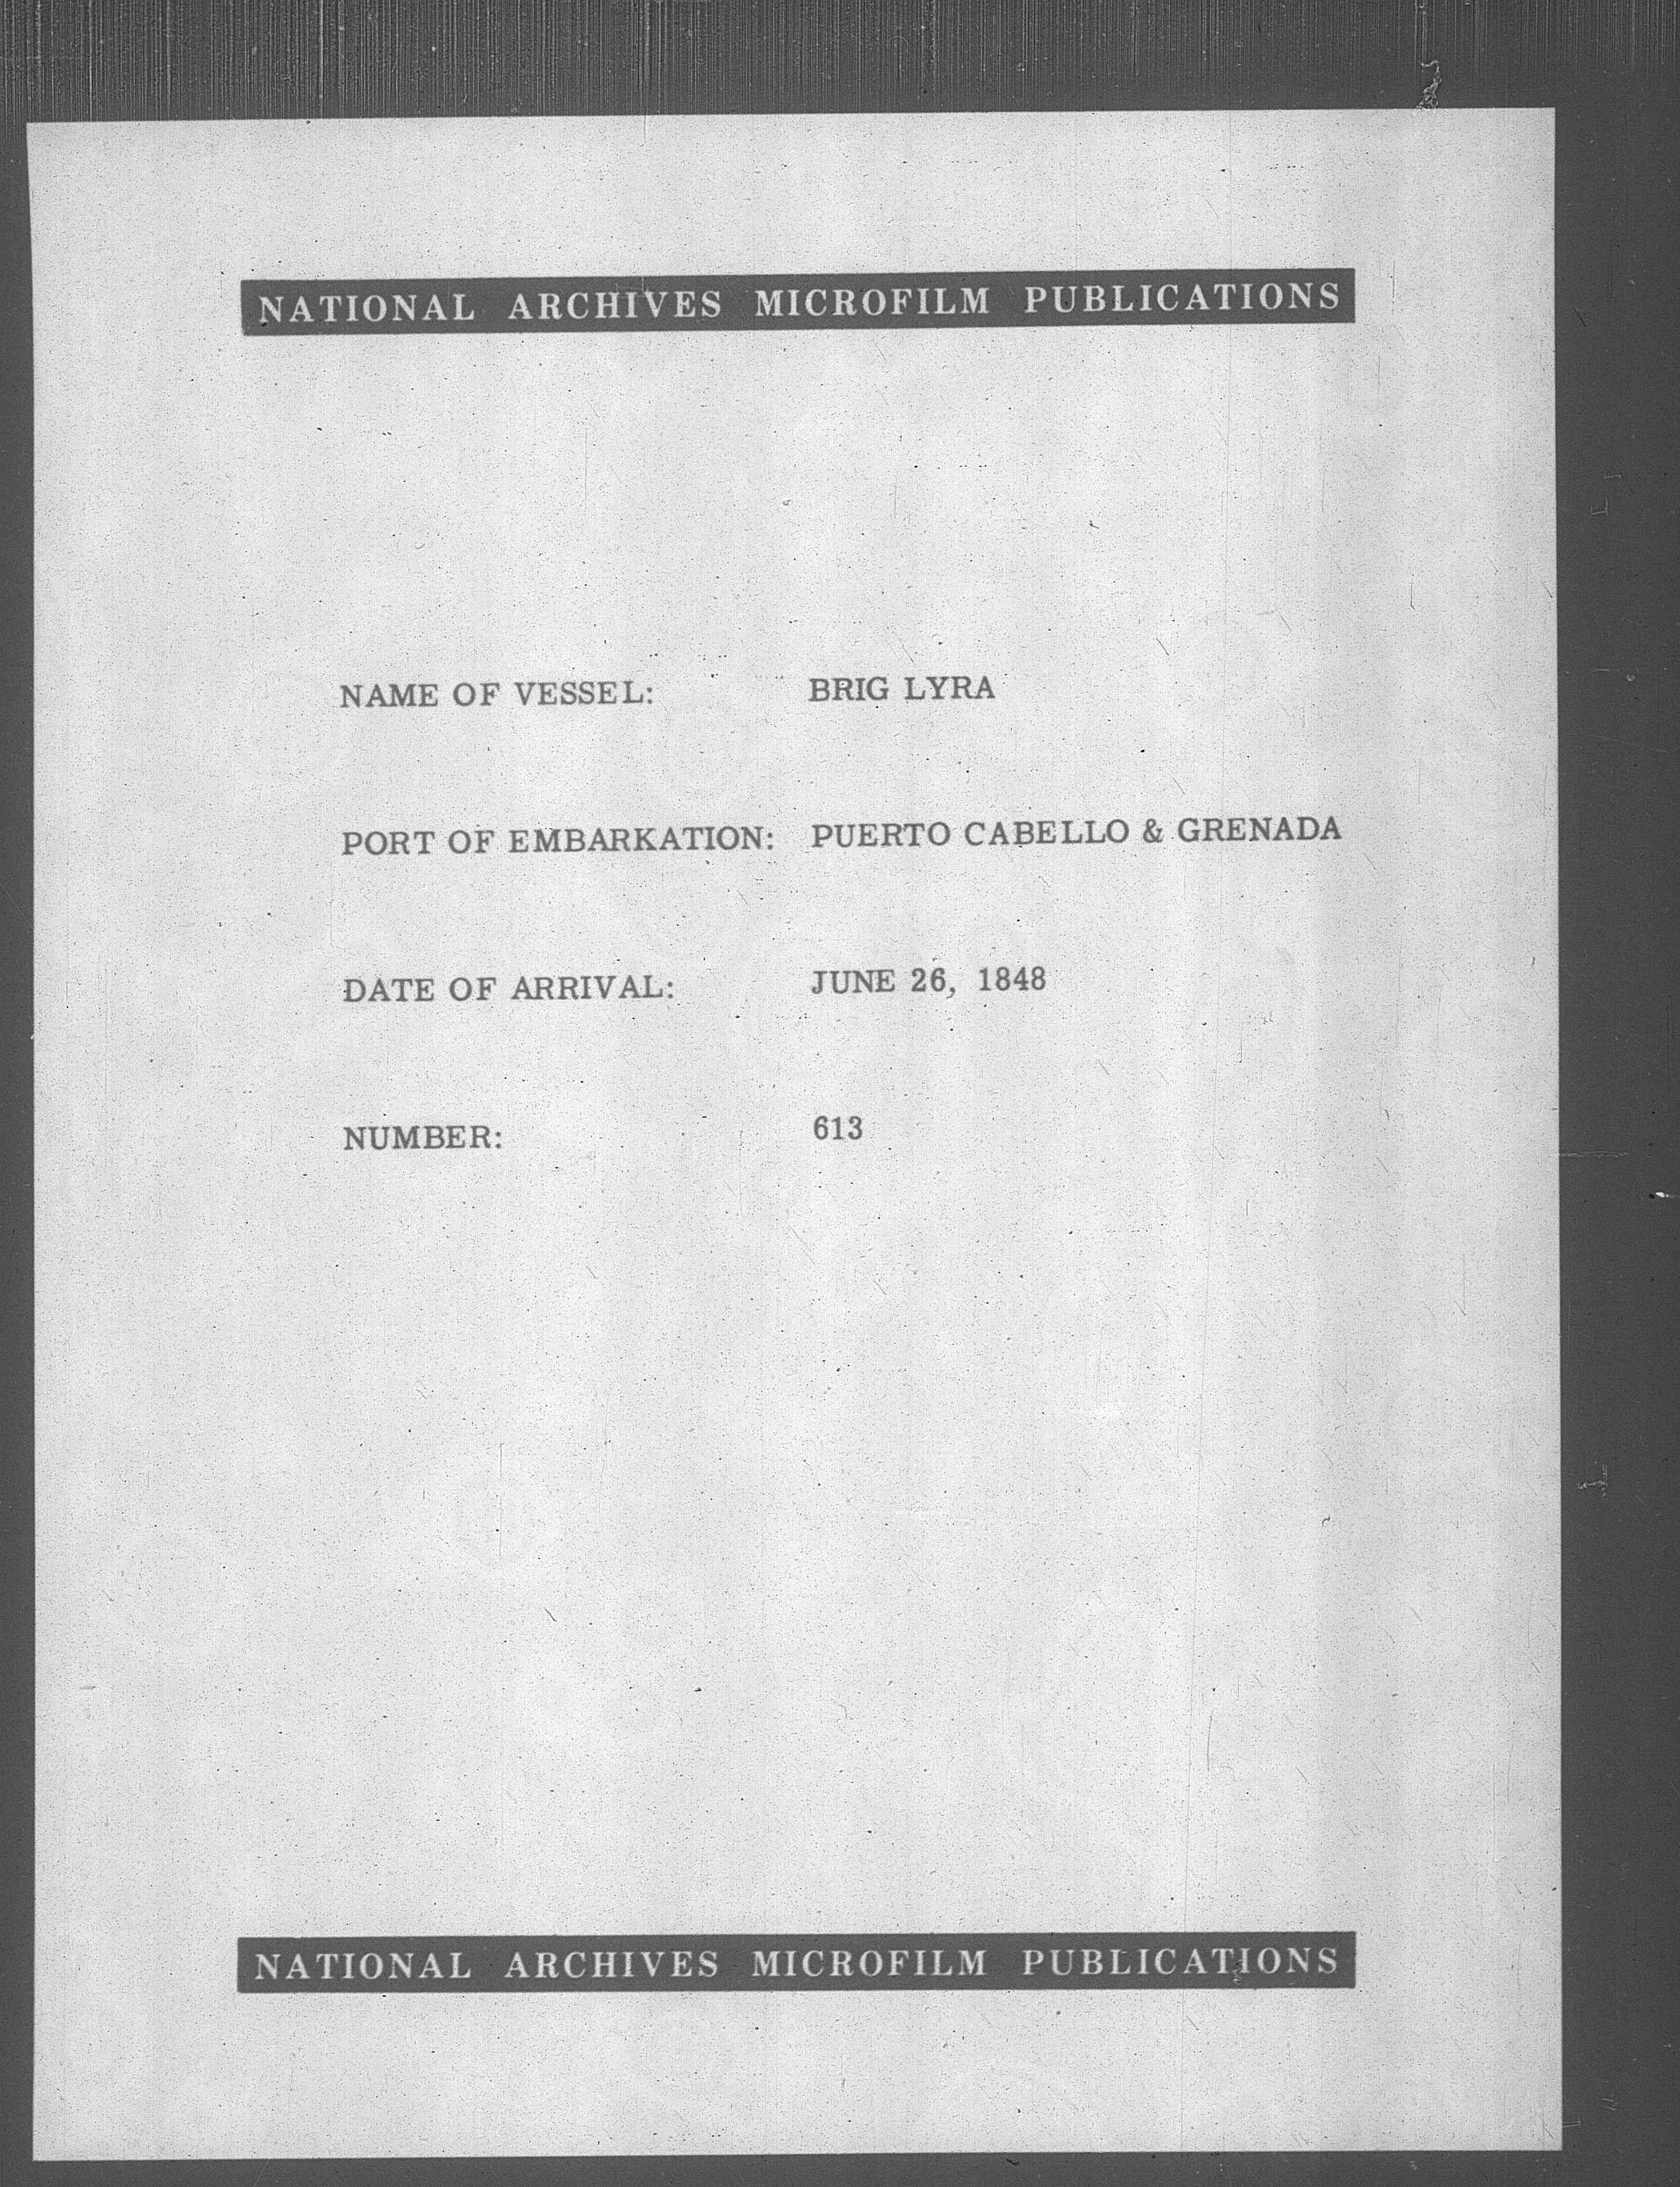 NATIONAL ARCHIVES MICROFILM PUBLICATIONS
NAME OF VESSEL: BRIG LYRA
PORT OF EMBARKATION: PUERTO CABELLO & GRENADA
DATE OF ARRIVAL: JUNE 26, 1848
NUMBER: 613
NATIONAL ARCHIVES MICROFILM PUBLICATIONS